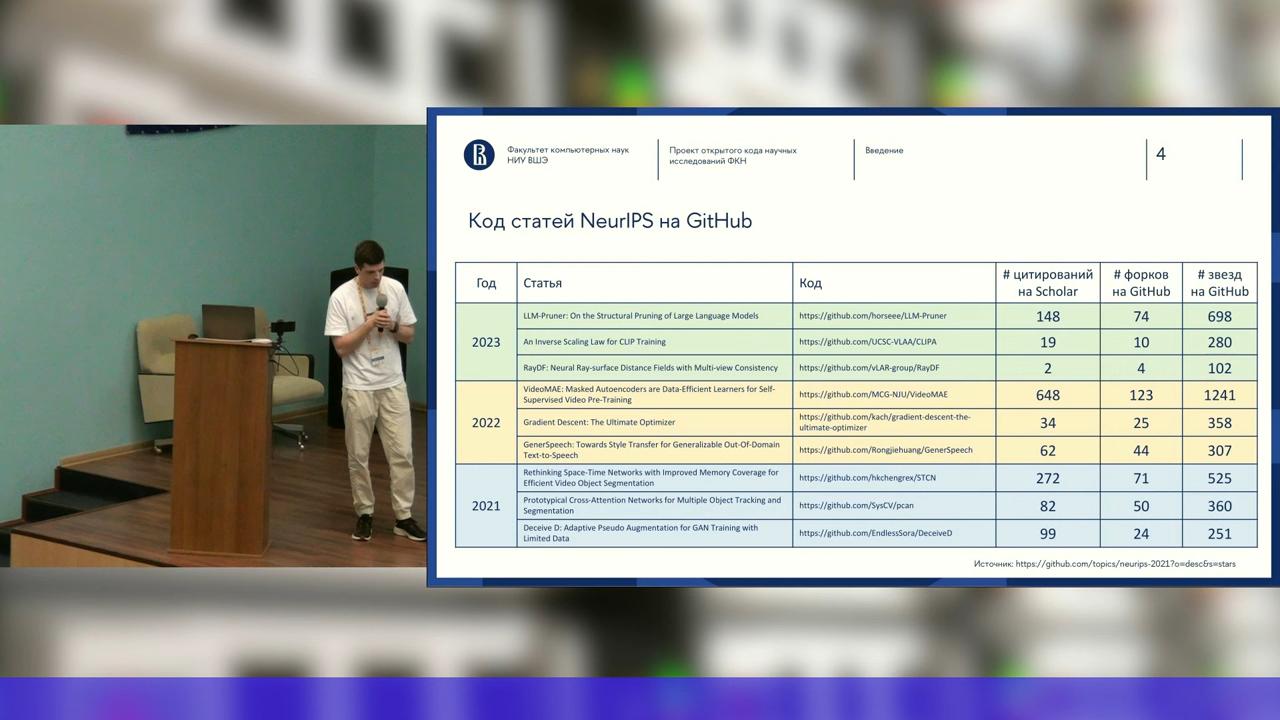 Факультет компьютерных наук
НИУ ВШЭ
Проект открытого кода научных
исследований ФКН
Введение
4
Код статей NeurIPS на GitHub
Год
Статья
Код
# цитирований
на Scholar
# форков
на GitHub
# звезд
на GitHub
2023
LLM-Pruner: On the Structural Pruning of Large Language Models
https://github.com/horseee/LLM-Pruner
148
74
698
An Inverse Scaling Law for CLIP Training
https://github.com/UCSC-VLAA/CLIPA
19
10
280
RayDF: Neural Ray-surface Distance Fields with Multi-view Consistency
https://github.com/vLAR-group/RayDF
2
4
102
2022
VideoMAE: Masked Autoencoders are Data-Efficient Learners for Self-
Supervised Video Pre-Training
https://github.com/MCG-NJU/VideoMAE
648
123
1241
Gradient Descent: The Ultimate Optimizer
https://github.com/kach/gradient-descent-the-
ultimate-optimizer
34
25
358
GenerSpeech: Towards Style Transfer for Generalizable Out-Of-Domain
Text-to-Speech
https://github.com/Rongjiehuang/GenerSpeech
62
44
307
2021
Rethinking Space-Time Networks with Improved Memory Coverage for
Efficient Video Object Segmentation
https://github.com/hkchengrex/STCN
272
71
525
Prototypical Cross-Attention Networks for Multiple Object Tracking and
Segmentation
https://github.com/SysCV/pcan
82
50
360
Deceive D: Adaptive Pseudo Augmentation for GAN Training with
Limited Data
https://github.com/EndlessSora/DeceiveD
99
24
251
Источник: https://github.com/topics/neurips-2021?o=desc&s=stars